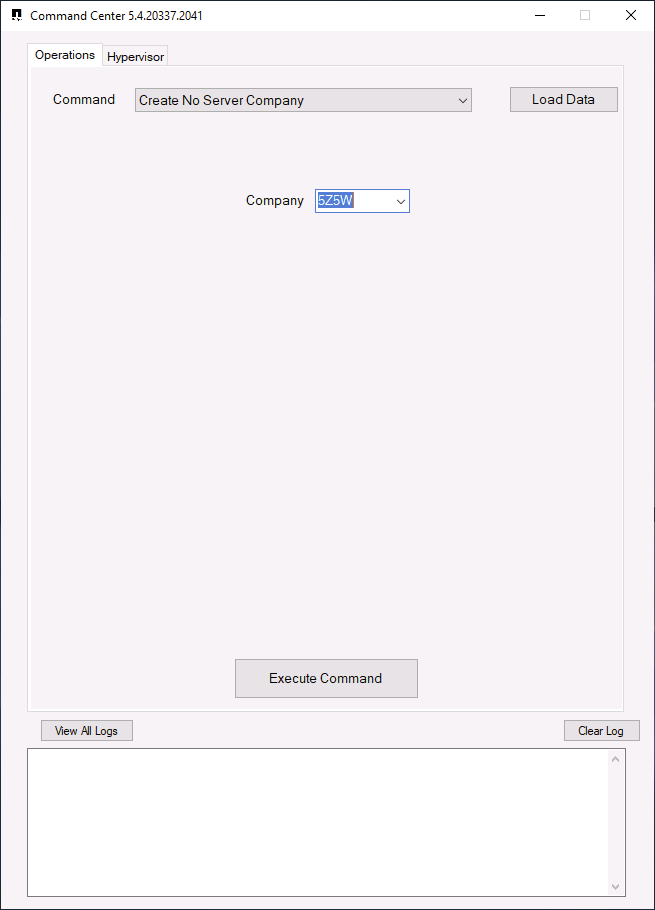 Command Center 5.4.20337.2041
Operations Hypervisor
Command Create No Server Company Load Data
Company 5Z5W
Execute Command
View All Logs Clear Log